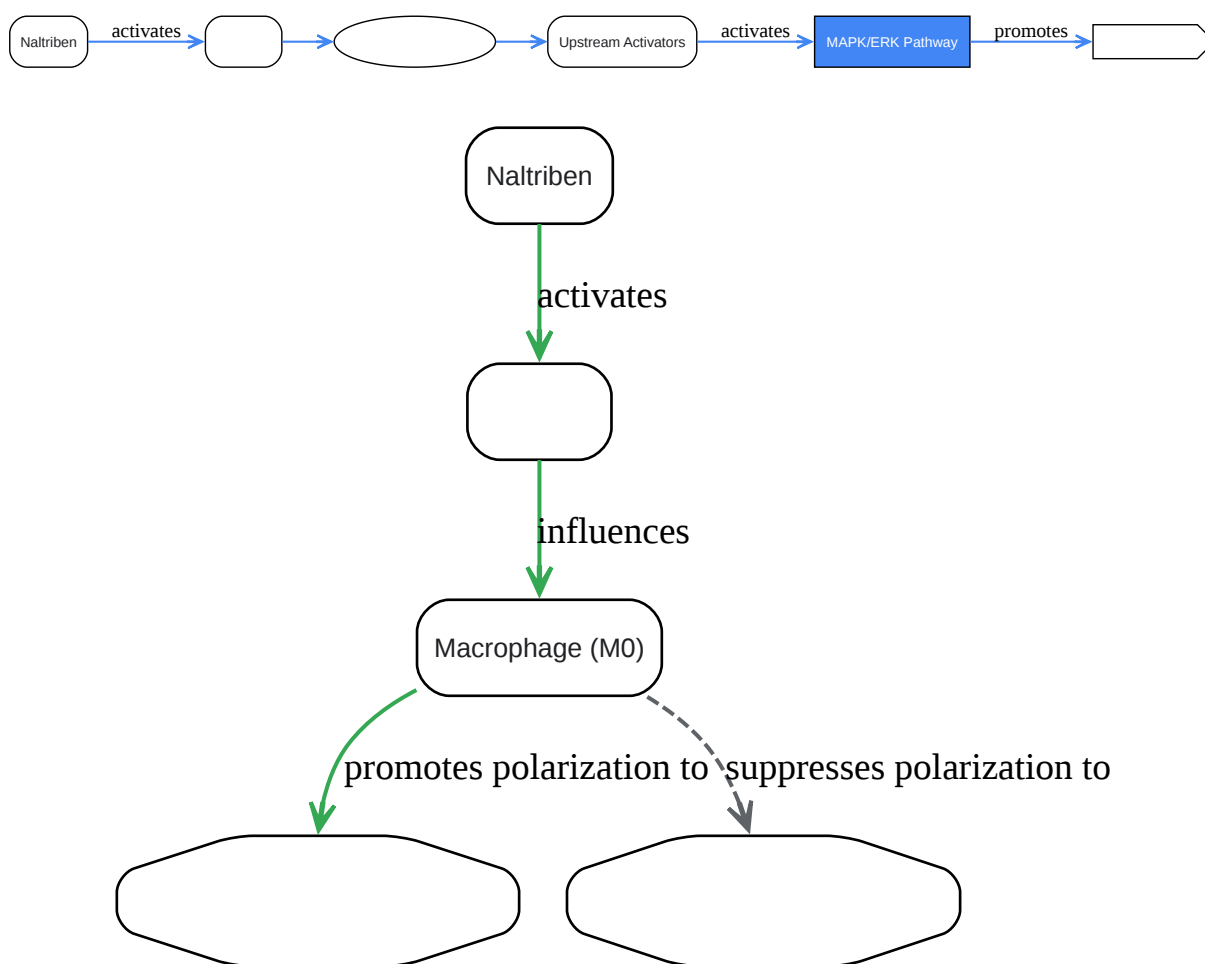 Naltriben
activates
Upstream Activators
activates
MAPK/ERK Pathway
promotes
Naltriben
activates
influences
Macrophage (M0)
promotes polarization to
suppresses polarization to